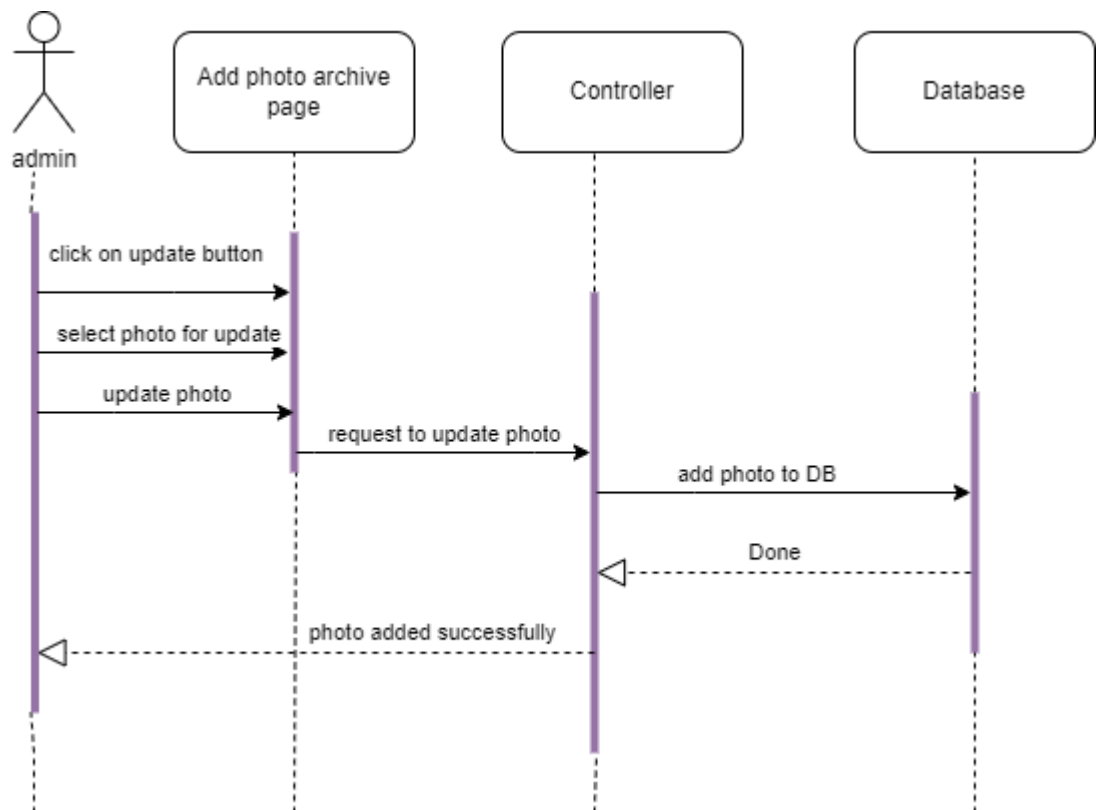 Add photo archive
page
Controller
Database
admin
click on update button
select photo for update
update photo
request to update photo
add photo to DB
Done
photo added successfully